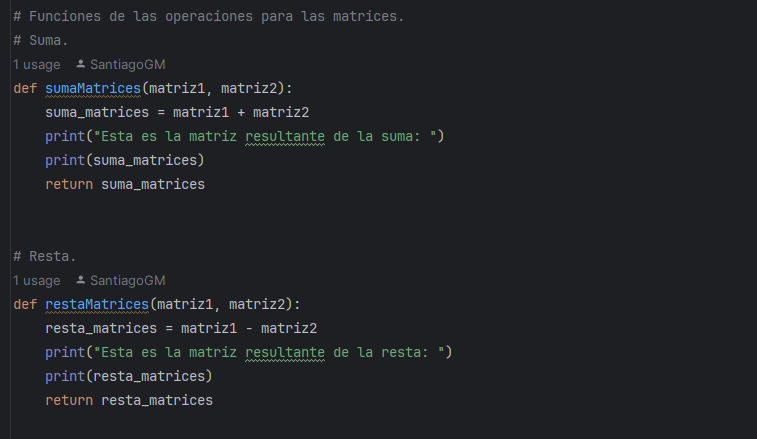 # Funciones de las operaciones para las matrices.
# Suma.
1 usage SantiagoGM
def sumaMatrices(matriz1, matriz2):
    suma_matrices = matriz1 + matriz2
    print("Esta es la matriz resultante de la suma: ")
    print(suma_matrices)
    return suma_matrices
# Resta.
1 usage SantiagoGM
def restaMatrices(matriz1, matriz2):
    resta_matrices = matriz1 - matriz2
    print("Esta es la matriz resultante de la resta: ")
    print(resta_matrices)
    return resta_matrices